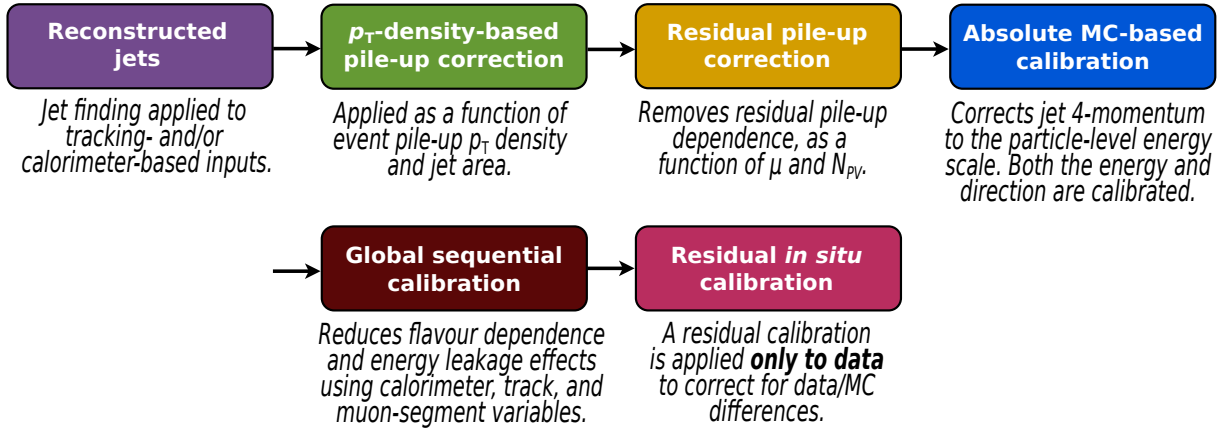 Reconstructed
jets
Jet finding applied to
tracking- and/or
calorimeter-based inputs.
pT-density-based
pile-up correction
Applied as a function of
event pile-up pT density
and jet area.
Residual pile-up
correction
Removes residual pile-up
dependence, as a
function of μ and NPV.
Absolute MC-based
calibration
Corrects jet 4-momentum
to the particle-level energy
scale. Both the energy and
direction are calibrated.
Global sequential
calibration
Reduces flavour dependence
and energy leakage effects
using calorimeter, track, and
muon-segment variables.
Residual in situ
calibration
A residual calibration
is applied only to data
to correct for data/MC
differences.